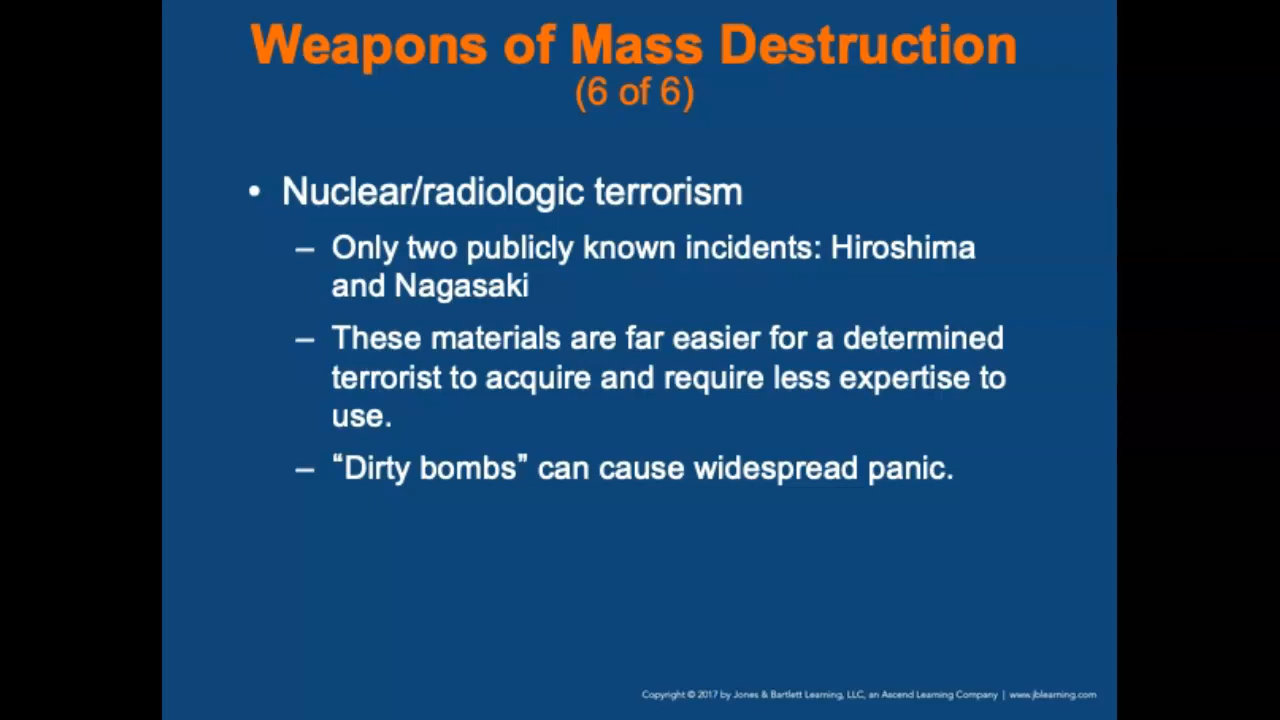 Weapons of Mass Destruction
(6 of 6)
• Nuclear/radiologic terrorism
– Only two publicly known incidents: Hiroshima
and Nagasaki
– These materials are far easier for a determined
terrorist to acquire and require less expertise to
use.
– “Dirty bombs” can cause widespread panic.
Copyright © 2017 by Jones & Bartlett Learning, LLC, an Ascend Learning Company | www.jblearning.com